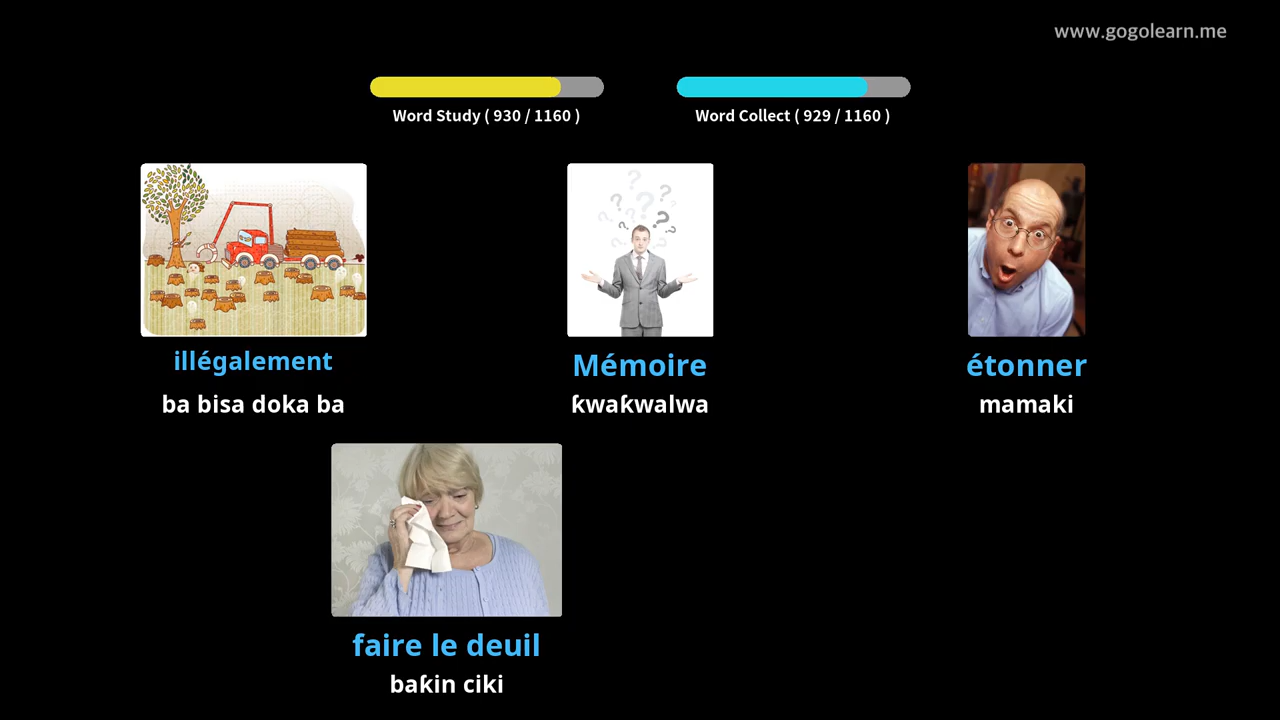 www.gogolearn.me
Word Study ( 930 / 1160 )
Word Collect ( 929 / 1160 )
illégalement
ba bisa doka ba
Mémoire
ƙwaƙwalwa
étonner
mamaki
faire le deuil
baƙin ciki